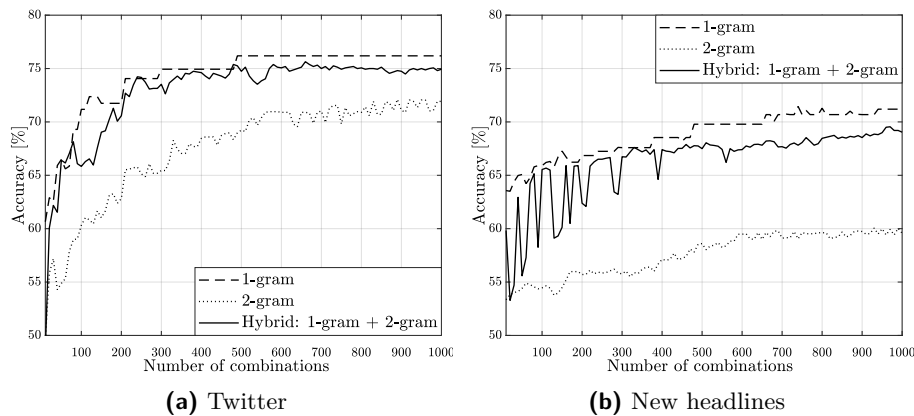 80
75
70
65
60
55
50
Accuracy [%]
1-gram
2-gram
Hybrid: 1-gram + 2-gram
100 200 300 400 500 600 700 800 900 1000
Number of combinations
(a) Twitter
80
75
70
65
60
55
50
Accuracy [%]
1-gram
2-gram
Hybrid: 1-gram + 2-gram
100 200 300 400 500 600 700 800 900 1000
Number of combinations
(b) New headlines